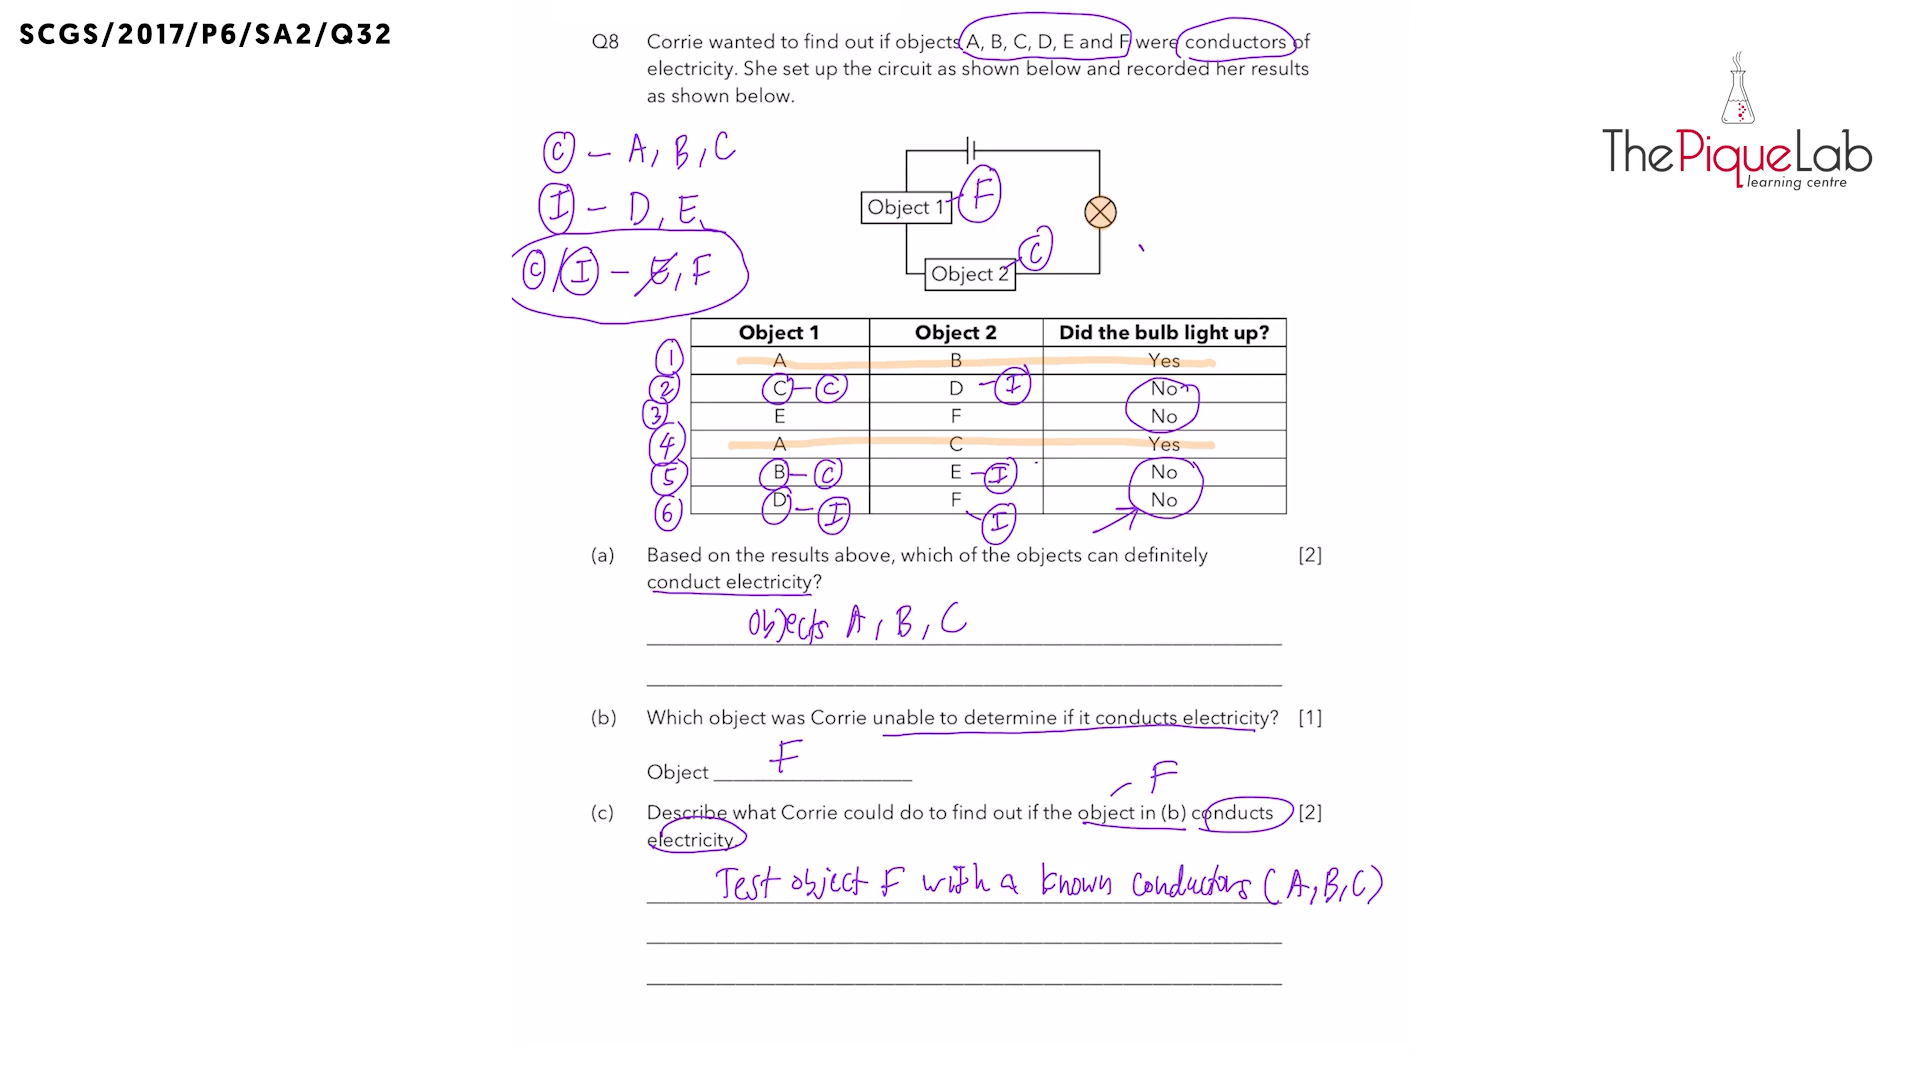 SCGS/2017/P6/SA2/Q32
ThePiqueLab
learning centre
Q8 Corrie wanted to find out if objects A, B, C, D, E and F were conductors of
electricity. She set up the circuit as shown below and recorded her results
as shown below.
C – A, B, C
I – D, E
C/I – E, F
Object 1 F
Object 2 C
Object 1 Object 2 Did the bulb light up?
1 A B Yes
2 C – C D – I No
3 E F No
4 A C Yes
5 B – C E – I No
6 D – I F – I No
(a) Based on the results above, which of the objects can definitely [2]
conduct electricity?
Objects A, B, C
(b) Which object was Corrie unable to determine if it conducts electricity? [1]
Object F
F
(c) Describe what Corrie could do to find out if the object in (b) conducts [2]
electricity.
Test object F with a known conductors (A, B, C)